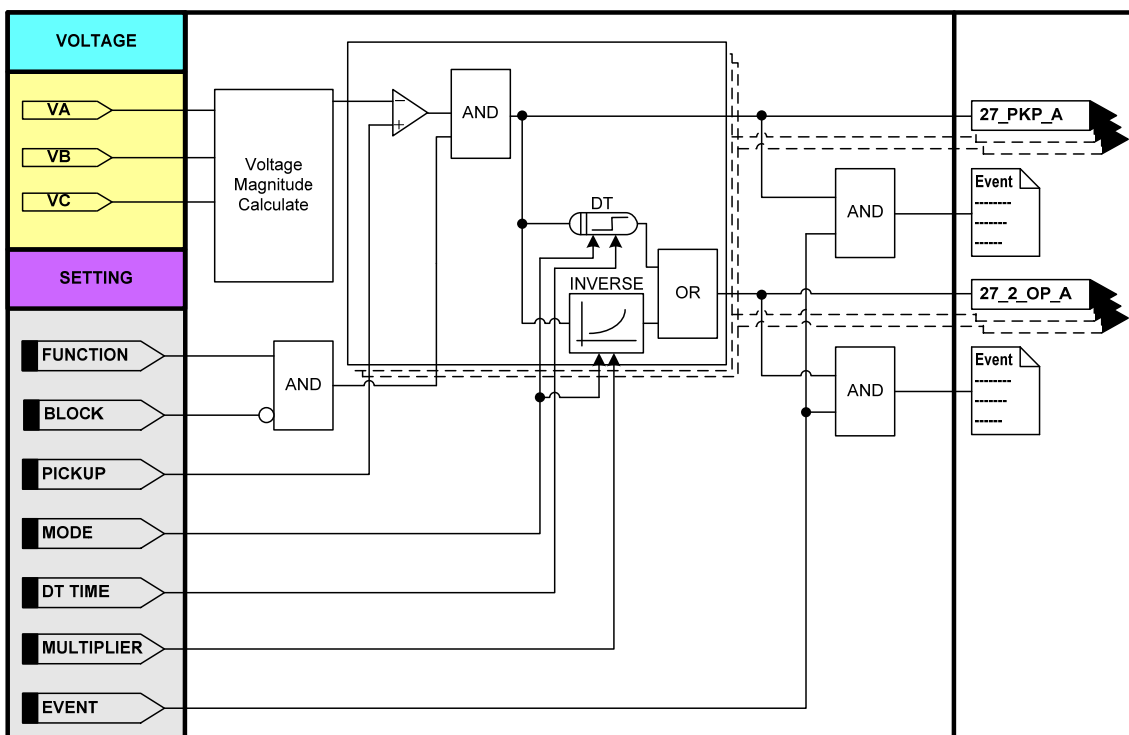 VOLTAGE
VA
VB
VC
SETTING
FUNCTION
BLOCK
PICKUP
MODE
DT TIME
MULTIPLIER
EVENT
Voltage
Magnitude
Calculate
AND
−
+
AND
DT
INVERSE
OR
AND
AND
27_PKP_A
Event
--------
------
-----
27_2_OP_A
Event
--------
-------
------